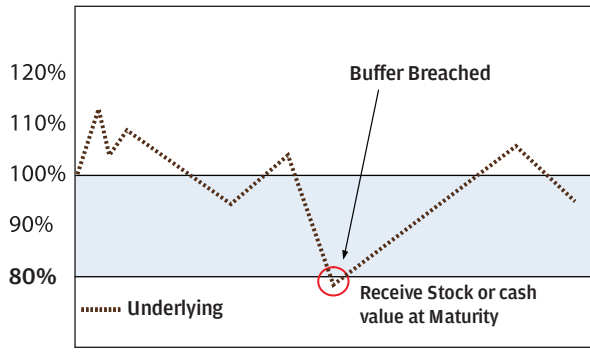 120%
Buffer Breached
110%
100%
90%
80%
Underlying
Receive Stock or cash
value at Maturity